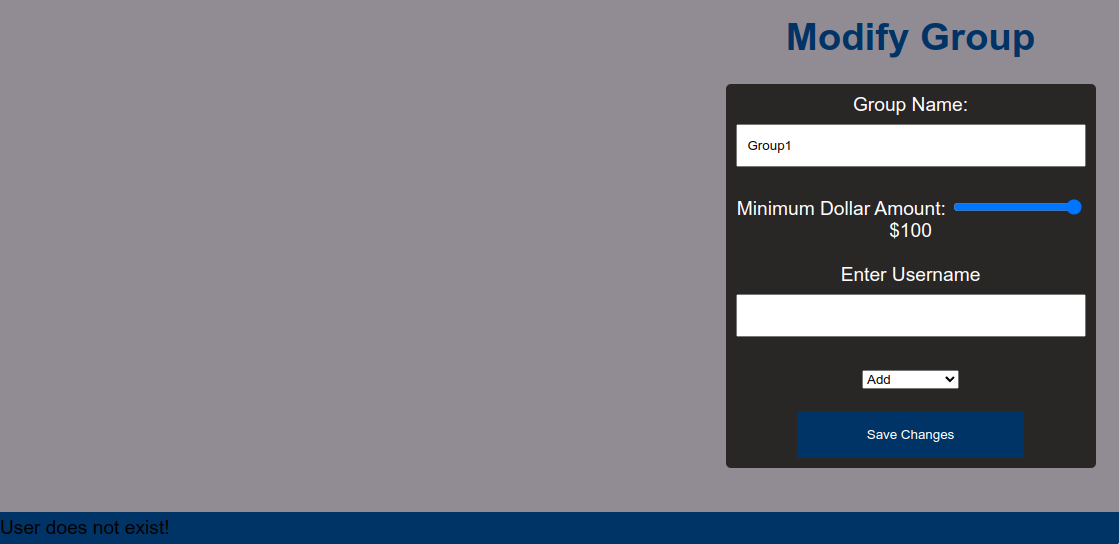 Modify Group
Group Name:
Group1
Minimum Dollar Amount:
$100
Enter Username
Add
Save Changes
User does not exist!